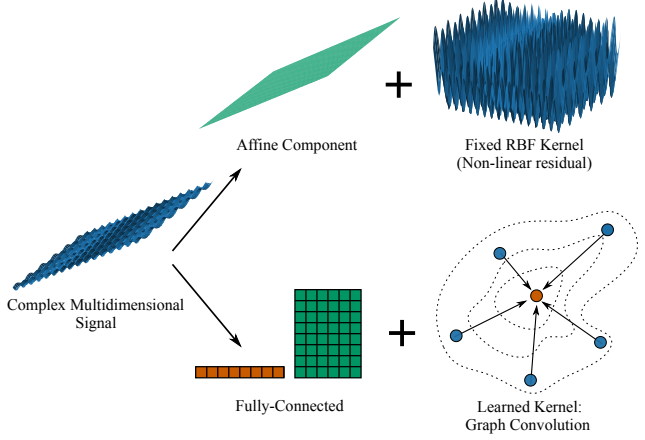 Affine Component
Fixed RBF Kernel
(Non-linear residual)
Complex Multidimensional
Signal
Fully-Connected
Learned Kernel:
Graph Convolution